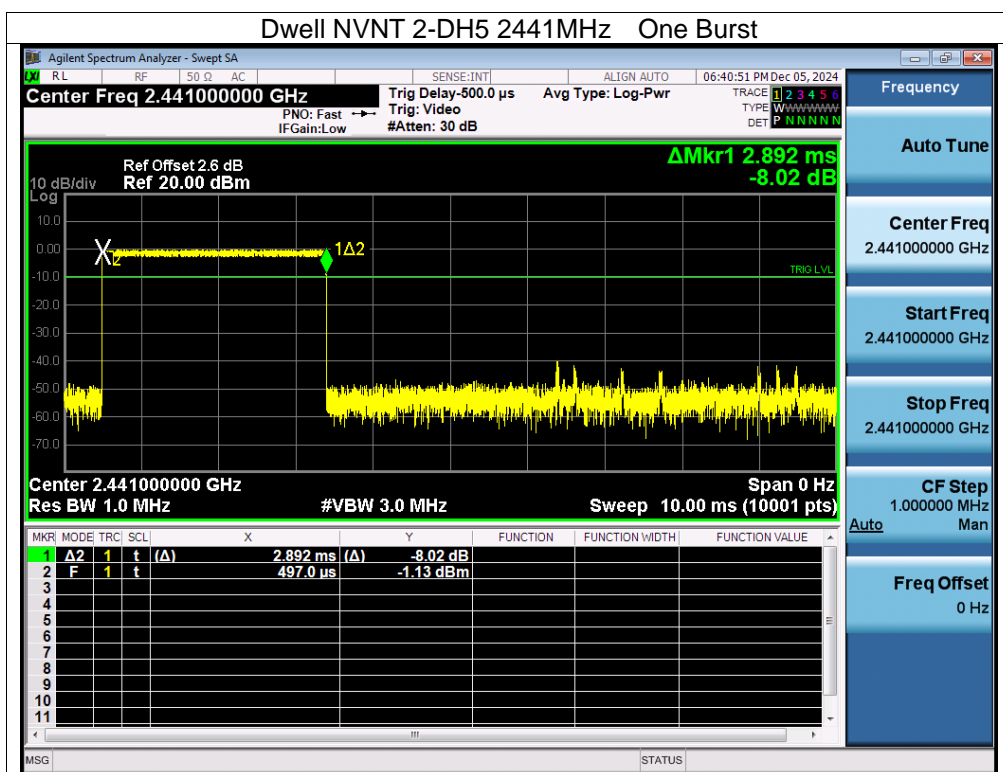 Dwell NVNT 2-DH5 2441MHz One Burst
Agilent Spectrum Analyzer - Swept SA
LXI RL RF 50 Ω AC SENSE:INT ALIGN AUTO 06:40:51 PM Dec 05, 2024
Center Freq 2.441000000 GHz Trig Delay-500.0 µs Avg Type: Log-Pwr TRACE 1 2 3 4 5 6
PNO: Fast Trig: Video TYPE WWWWWW
IFGain:Low #Atten: 30 dB DET P NNNNN
ΔMkr1 2.892 ms
-8.02 dB
Ref Offset 2.6 dB
10 dB/div Ref 20.00 dBm
Log
10.0
0.00
-10.0
-20.0
-30.0
-40.0
-50.0
-60.0
-70.0
X2
1Δ2
TRIG LVL
Center 2.441000000 GHz Span 0 Hz
Res BW 1.0 MHz #VBW 3.0 MHz Sweep 10.00 ms (10001 pts)
MKR MODE TRC SCL X Y FUNCTION FUNCTION WIDTH FUNCTION VALUE
1 Δ2 1 t (Δ) 2.892 ms (Δ) -8.02 dB
2 F 1 t 497.0 µs -1.13 dBm
3
4
5
6
7
8
9
10
11
MSG STATUS
Frequency
Auto Tune
Center Freq
2.441000000 GHz
Start Freq
2.441000000 GHz
Stop Freq
2.441000000 GHz
CF Step
1.000000 MHz
Auto Man
Freq Offset
0 Hz